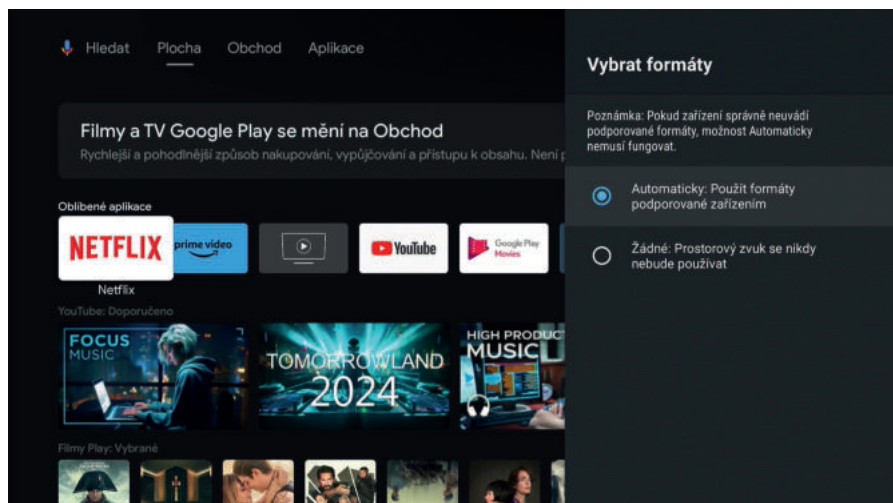 Hledat Plocha Obchod Aplikace
Filmy a TV Google Play se mění na Obchod
Rychlejší a pohodlnější způsob nakupování, vypůjčování a přístupu k obsahu. Není
Oblíbené aplikace
NETFLIX
prime video
YouTube
Google Play
Movies
Netflix
YouTube: Doporučeno
FOCUS
MUSIC
TOMORROWLAND
2024
HIGH PRODUC
MUSIC
Filmy Play: Vybrané
Vybrat formáty
Poznámka: Pokud zařízení správně neuvádí
podporované formáty, možnost Automaticky
nemusí fungovat.
Automaticky: Použít formáty
podporované zařízením
Žádné: Prostorový zvuk se nikdy
nebude používat